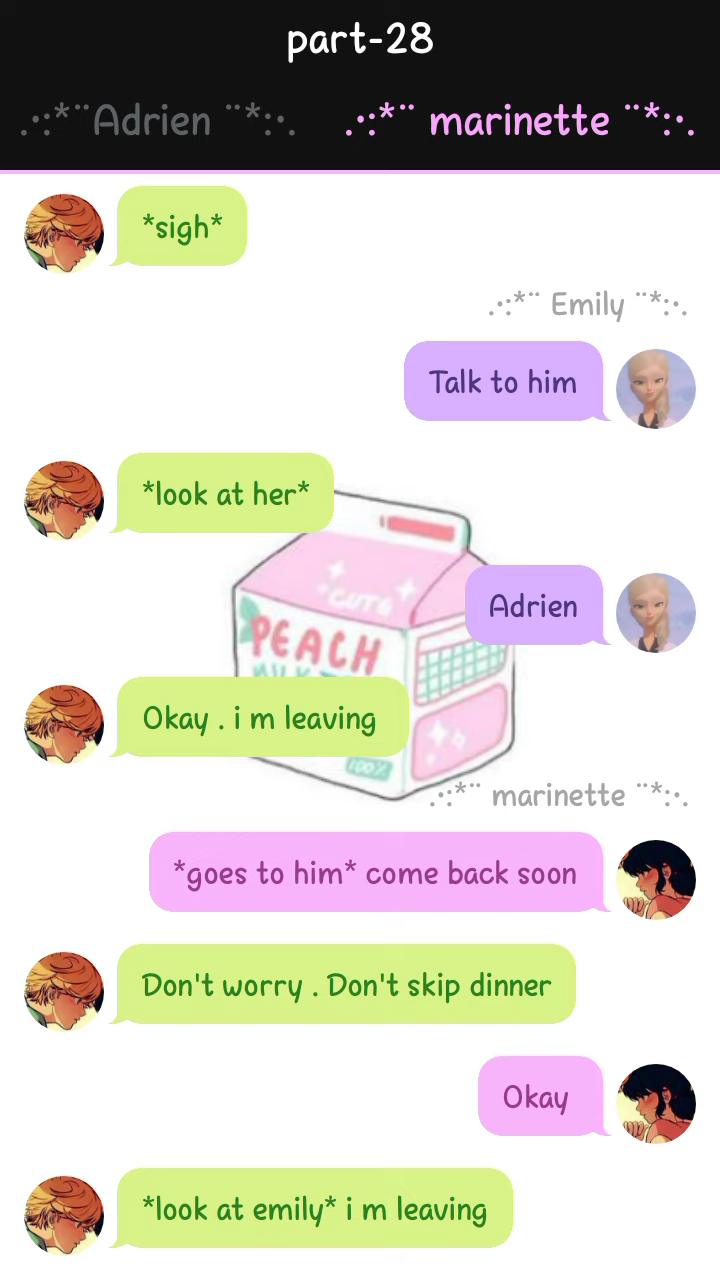 part-28
.·:*¨Adrien ¨*:·. .·:*¨ marinette ¨*:·.
*sigh*
.·:*¨ Emily ¨*:·.
Talk to him
*look at her*
CUTE
Adrien
PEACH
Okay . i m leaving
100%
.·:*¨ marinette ¨*:·.
*goes to him* come back soon
Don't worry . Don't skip dinner
Okay
*look at emily* i m leaving